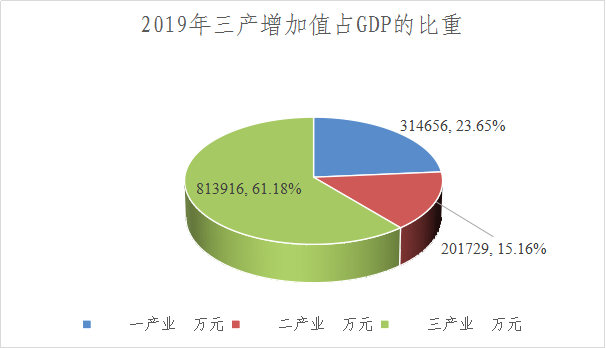 2019年三产增加值占GDP的比重
314656, 23.65%
813916, 61.18%
201729, 15.16%
一产业 万元 二产业 万元 三产业 万元